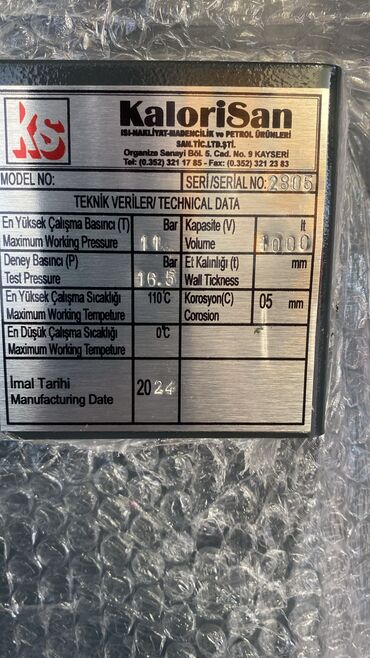 KS
KaloriSan
ISI-NAKLİYAT-MADENCİLİK ve PETROL ÜRÜNLERİ
SAN.TİC.LTD.ŞTİ.
Organize Sanayi Böl. 5. Cad. No. 9 KAYSERİ
Tel: (0.352) 321 17 85 - Fax: (0.352) 321 23 83
MODEL NO: SERİ/SERIAL NO: 2805
TEKNİK VERİLER/ TECHNICAL DATA
En Yüksek Çalışma Basıncı (T) Bar Kapasite (V) lt
Maximum Working Pressure 11 Volume 1000
Deney Basıncı (P) Bar Et Kalınlığı (t) mm
Test Pressure 16.5 Wall Tickness
En Yüksek Çalışma Sıcaklığı 110°C Korosyon(C) 05 mm
Maximum Working Tempeture Corosion
En Düşük Çalışma Sıcaklığı 0°C
Maximum Working Tempeture
İmal Tarihi 2024
Manufacturing Date